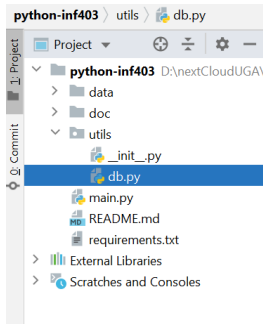 python-inf403 > utils > db.py
1: Project
Project
python-inf403 D:\nextCloudUGA\
data
doc
utils
__init__.py
db.py
main.py
README.md
requirements.txt
External Libraries
Scratches and Consoles
0: Commit